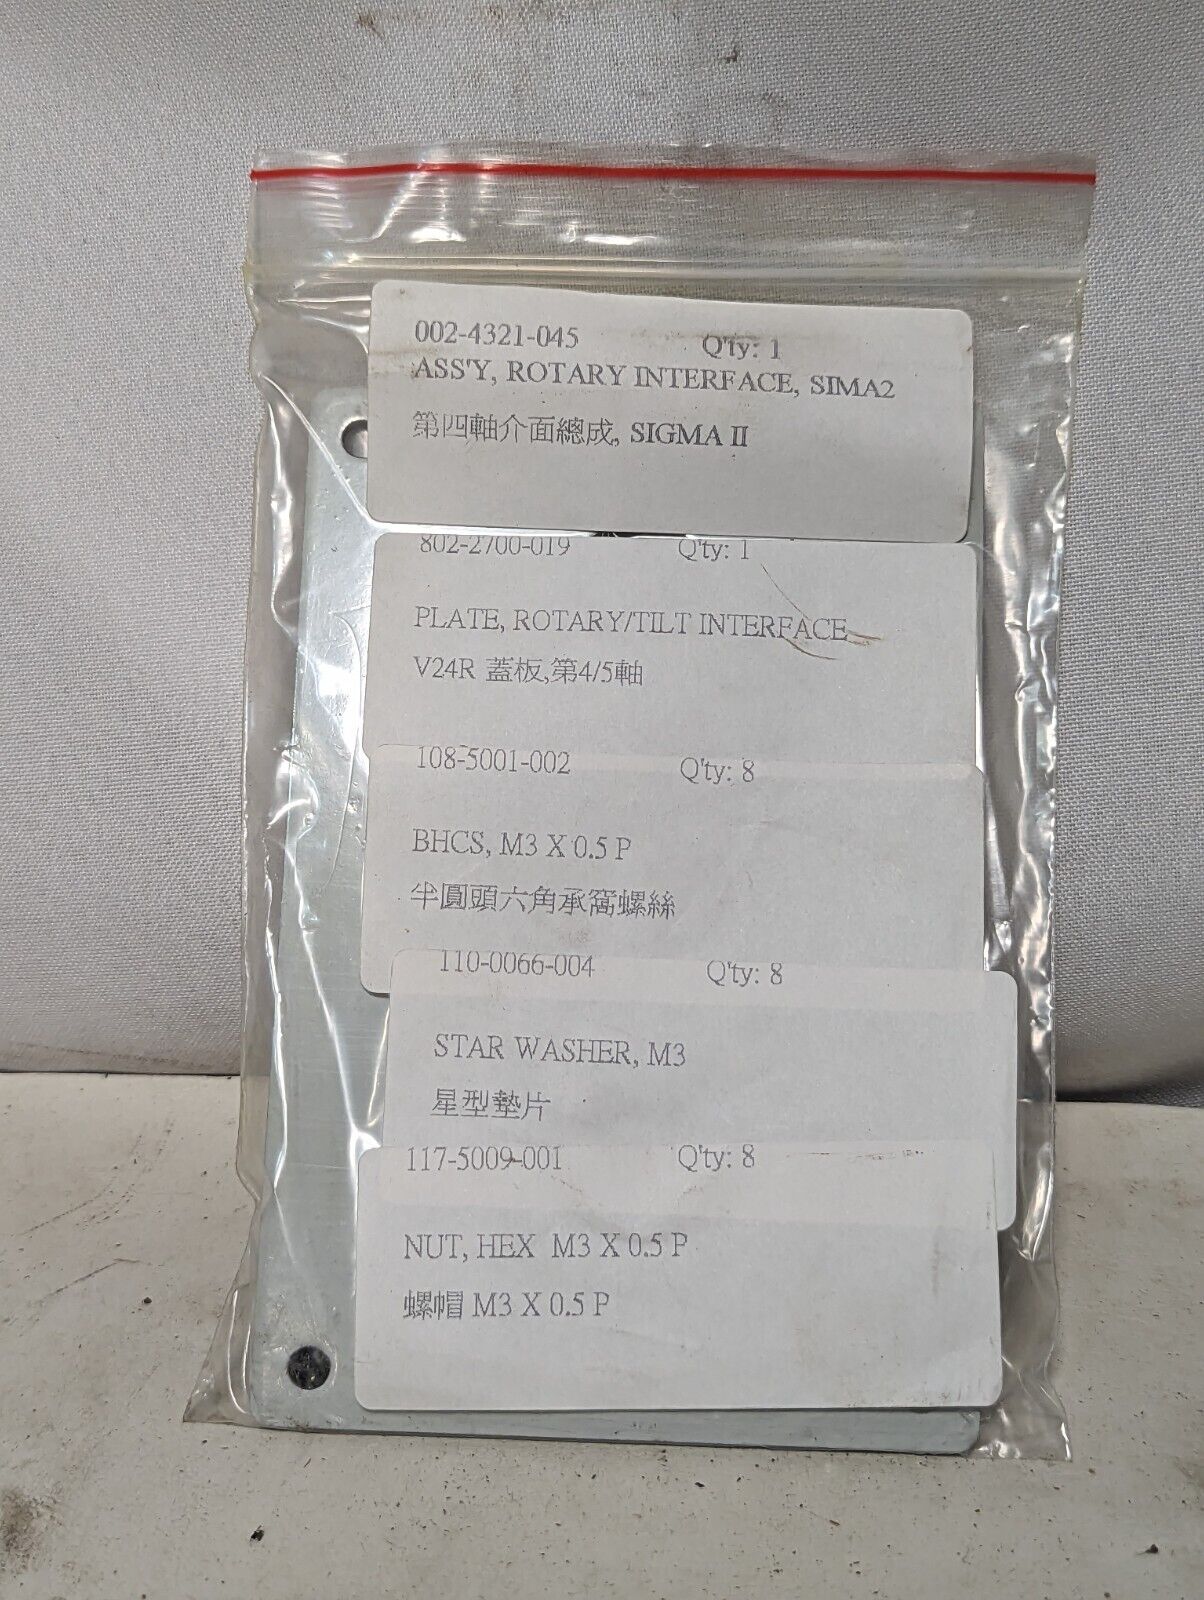 002-4321-045 Q'ty: 1
ASS'Y, ROTARY INTERFACE, SIMA2
第四軸介面總成, SIGMA II
802-2700-019 Q'ty: 1
PLATE, ROTARY/TILT INTERFACE
V24R 蓋板,第4/5軸
108-5001-002 Q'ty: 8
BHCS, M3 X 0.5 P
半圓頭六角承窩螺絲
110-0066-004 Q'ty: 8
STAR WASHER, M3
星型墊片
117-5009-001 Q'ty: 8
NUT, HEX M3 X 0.5 P
螺帽 M3 X 0.5 P